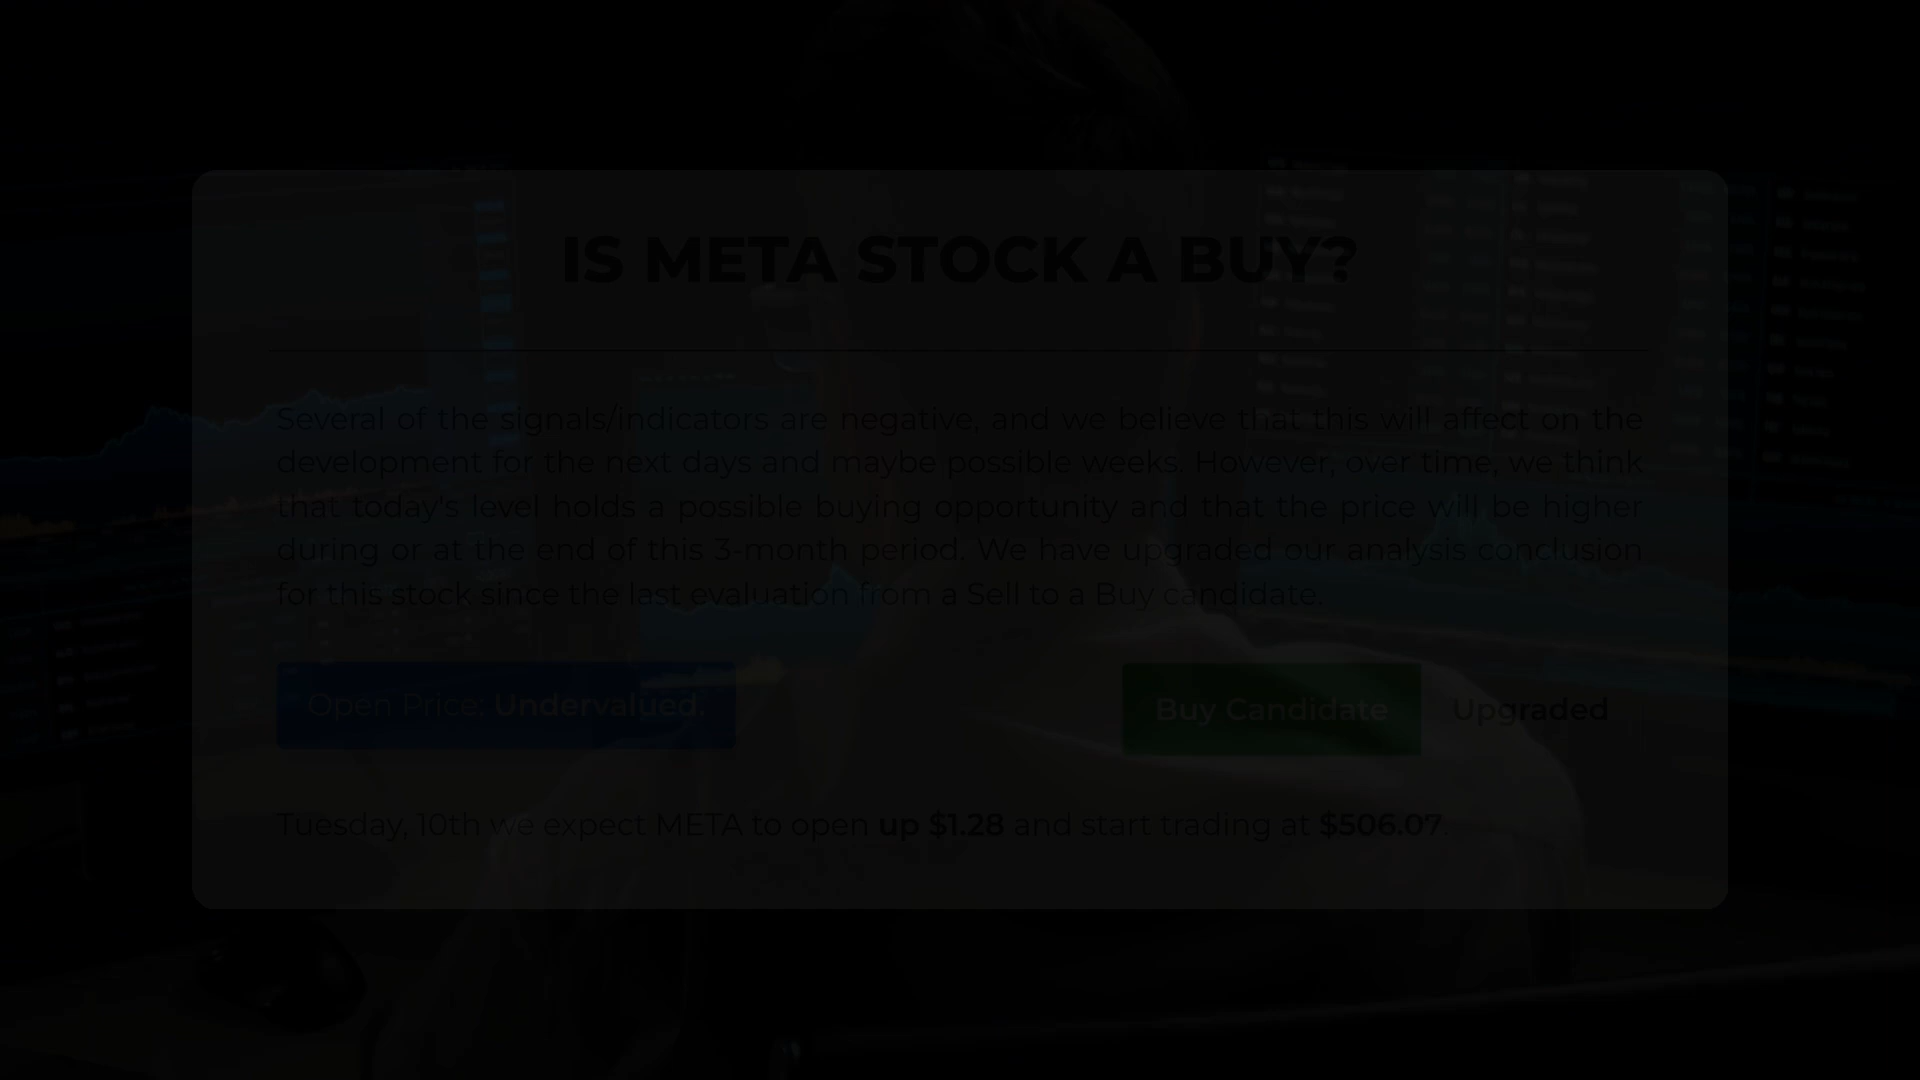 IS META STOCK A BUY?
Several of the signals/indicators are negative, and we believe that this will affect on the
development for the next days and maybe possible weeks. However, over time, we think
that today's level holds a possible buying opportunity and that the price will be higher
during or at the end of this 3-month period. We have upgraded our analysis conclusion
for this stock since the last evaluation from a Sell to a Buy candidate.
Open Price: Undervalued.
Buy Candidate Upgraded
Tuesday, 10th we expect META to open up $1.28 and start trading at $506.07.